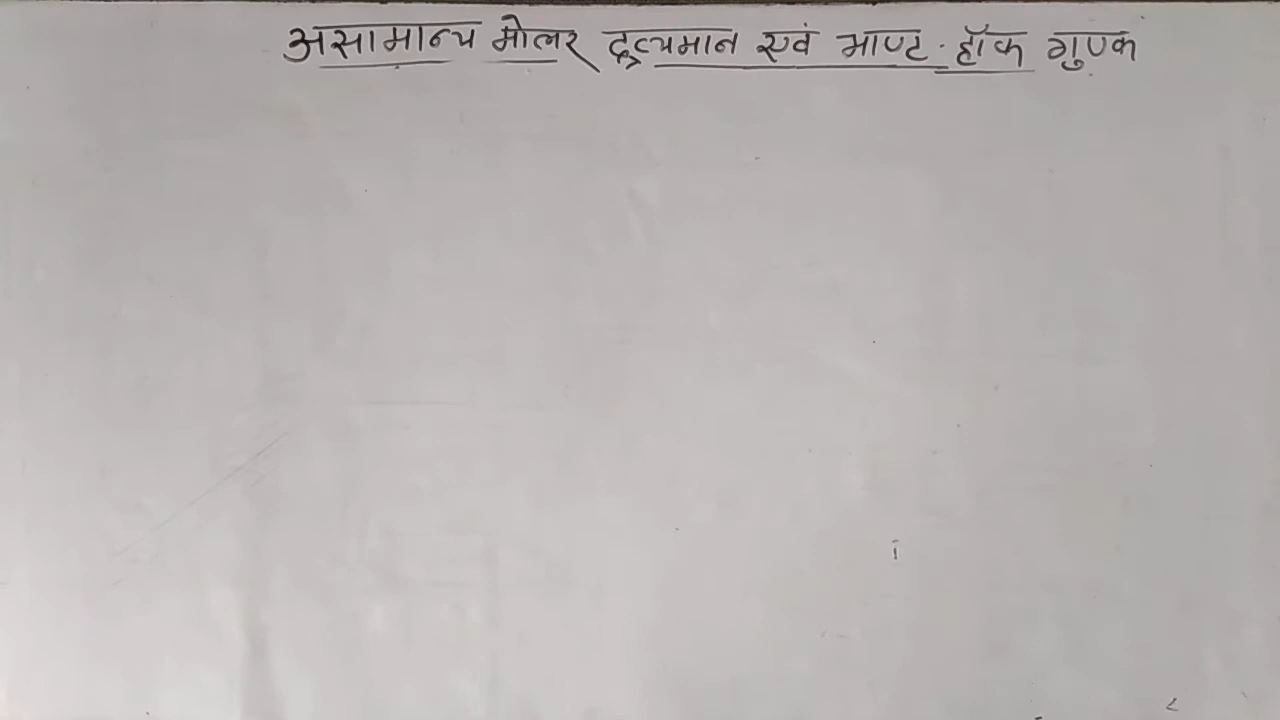 असामान्य मोलर द्रव्यमान एवं भाण्ट हॉफ गुणक
i